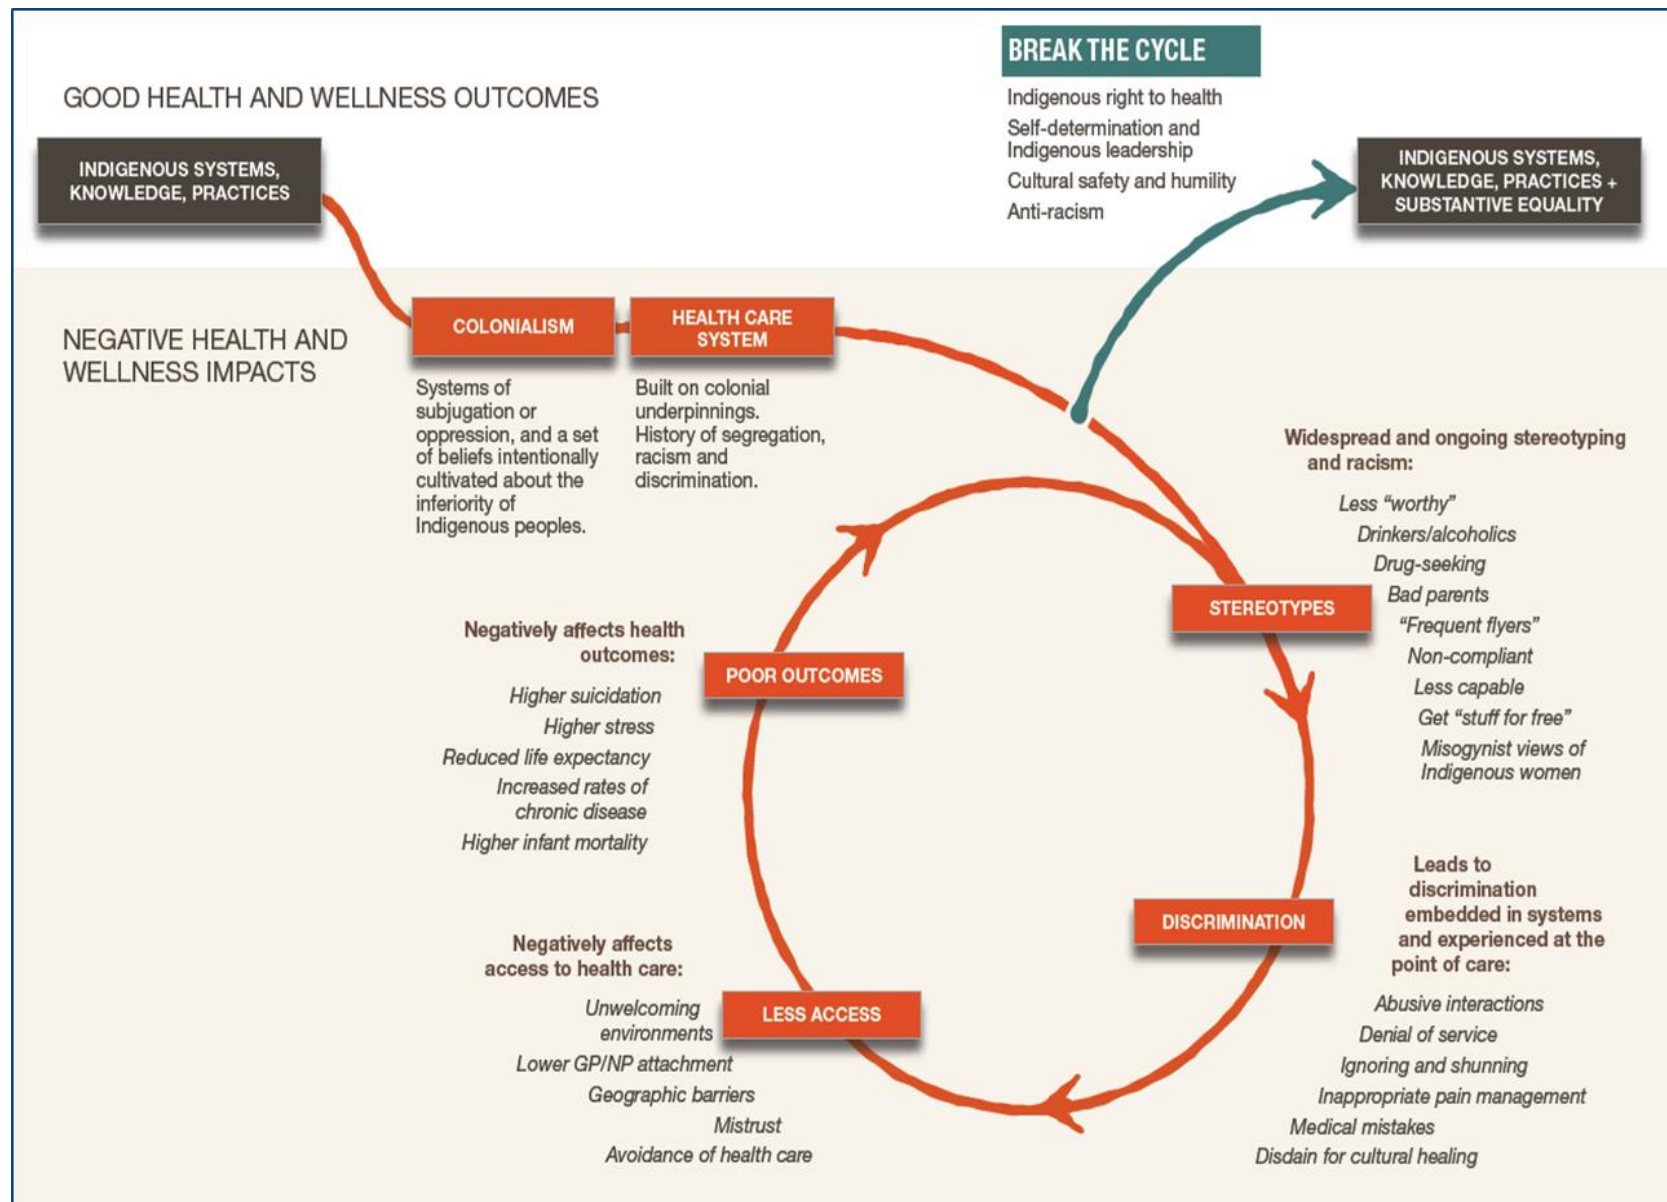 GOOD HEALTH AND WELLNESS OUTCOMES
INDIGENOUS SYSTEMS,
KNOWLEDGE, PRACTICES
BREAK THE CYCLE
Indigenous right to health
Self-determination and
Indigenous leadership
Cultural safety and humility
Anti-racism
INDIGENOUS SYSTEMS,
KNOWLEDGE, PRACTICES +
SUBSTANTIVE EQUALITY
NEGATIVE HEALTH AND
WELLNESS IMPACTS
COLONIALISM
Systems of
subjugation or
oppression, and a set
of beliefs intentionally
cultivated about the
inferiority of
Indigenous peoples.
HEALTH CARE
SYSTEM
Built on colonial
underpinnings.
History of segregation,
racism and
discrimination.
STEREOTYPES
Widespread and ongoing stereotyping
and racism:
Less “worthy”
Drinkers/alcoholics
Drug-seeking
Bad parents
“Frequent flyers”
Non-compliant
Less capable
Get “stuff for free”
Misogynist views of
Indigenous women
DISCRIMINATION
Leads to
discrimination
embedded in systems
and experienced at the
point of care:
Abusive interactions
Denial of service
Ignoring and shunning
Inappropriate pain management
Medical mistakes
Disdain for cultural healing
LESS ACCESS
Negatively affects
access to health care:
Unwelcoming
environments
Lower GP/NP attachment
Geographic barriers
Mistrust
Avoidance of health care
POOR OUTCOMES
Negatively affects health
outcomes:
Higher suicidation
Higher stress
Reduced life expectancy
Increased rates of
chronic disease
Higher infant mortality